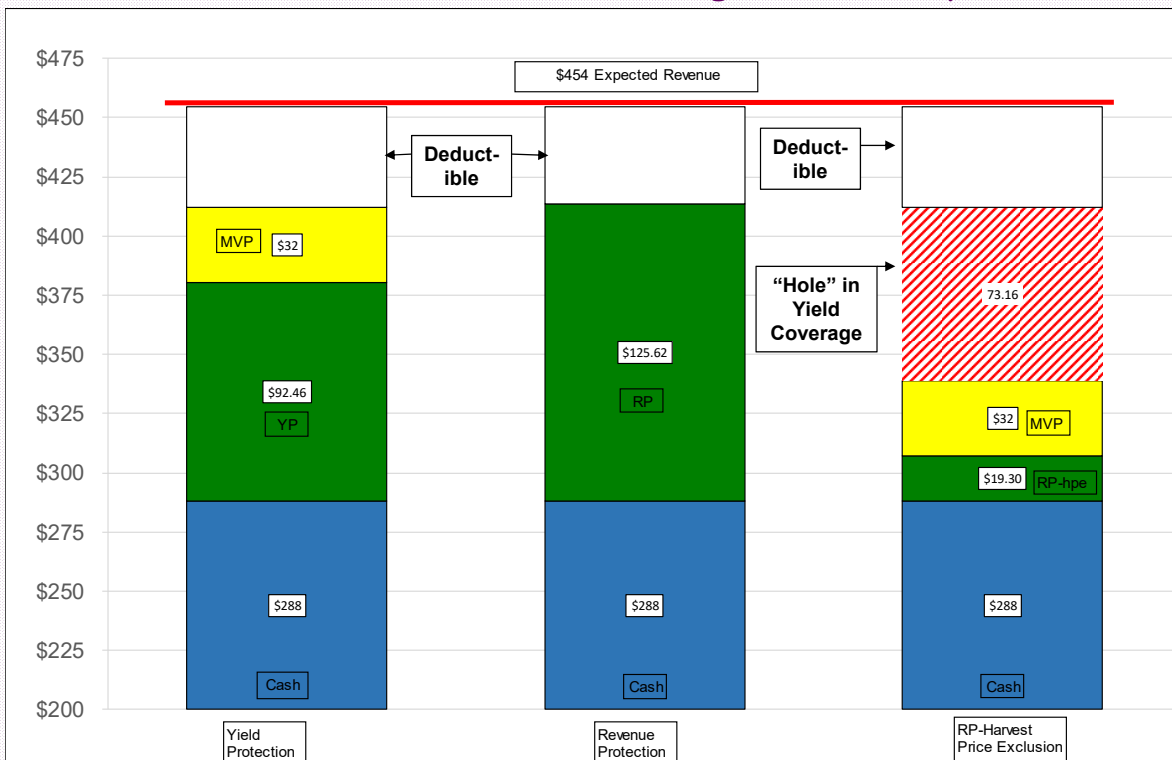 $475
$450
$425
$400
$375
$350
$325
$300
$275
$250
$225
$200
$454 Expected Revenue
Deduct-
ible
Deduct-
ible
“Hole” in
Yield
Coverage
MVP $32
$92.46
YP
$288
Cash
$125.62
RP
$288
Cash
73.16
$32 MVP
$19.30 RP-hpe
$288
Cash
Yield
Protection
Revenue
Protection
RP-Harvest
Price Exclusion